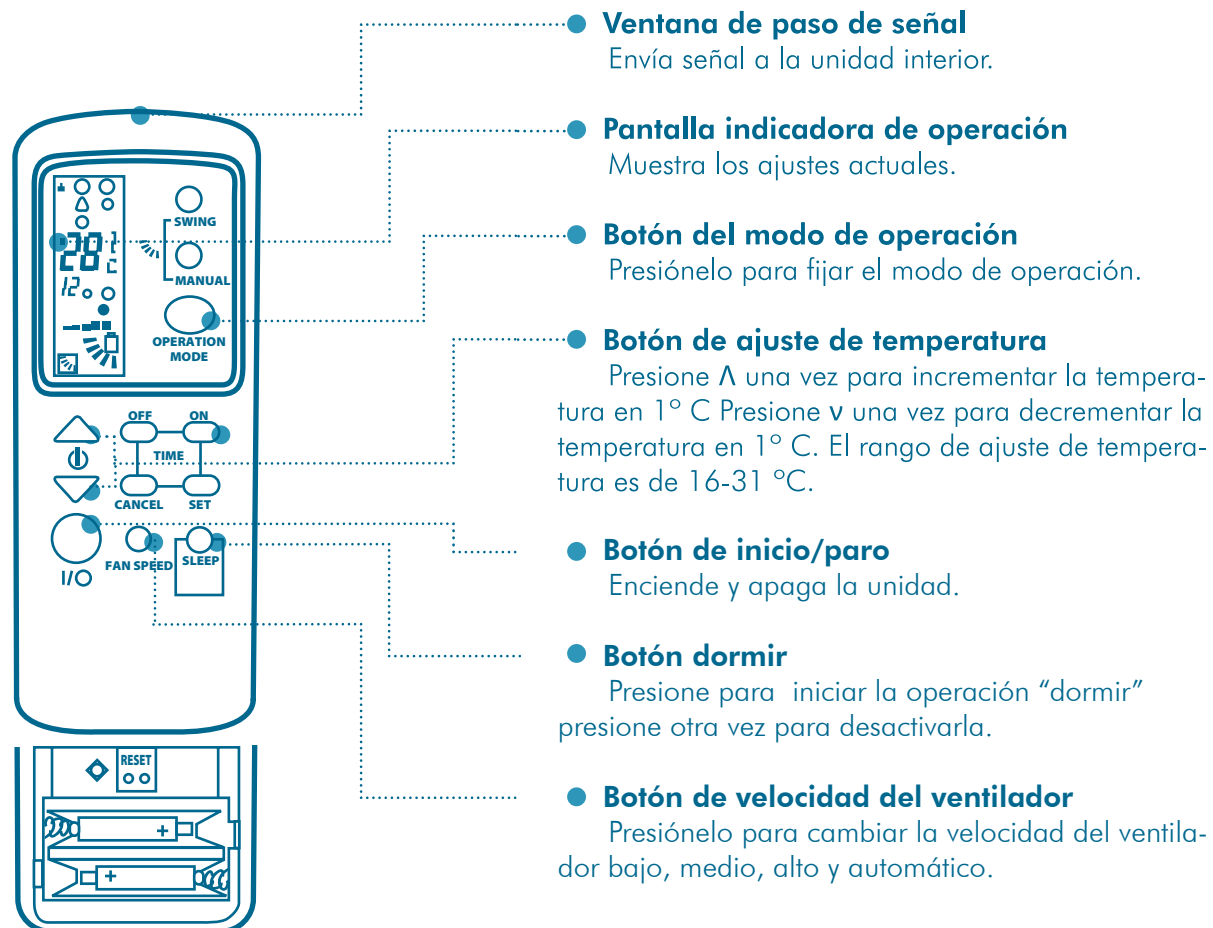 Ventana de paso de señal
Envía señal a la unidad interior.
Pantalla indicadora de operación
Muestra los ajustes actuales.
Botón del modo de operación
Presiónelo para fijar el modo de operación.
Botón de ajuste de temperatura
Presione Λ una vez para incrementar la tempera-
tura en 1º C Presione ν una vez para decrementar la
temperatura en 1º C. El rango de ajuste de tempera-
tura es de 16-31 ºC.
Botón de inicio/paro
Enciende y apaga la unidad.
Botón dormir
Presione para iniciar la operación “dormir”
presione otra vez para desactivarla.
Botón de velocidad del ventilador
Presiónelo para cambiar la velocidad del ventila-
dor bajo, medio, alto y automático.
SWING
28
MANUAL
12
OPERATION
MODE
OFF ON
TIME
CANCEL SET
FAN SPEED SLEEP
I/O
RESET
+
+